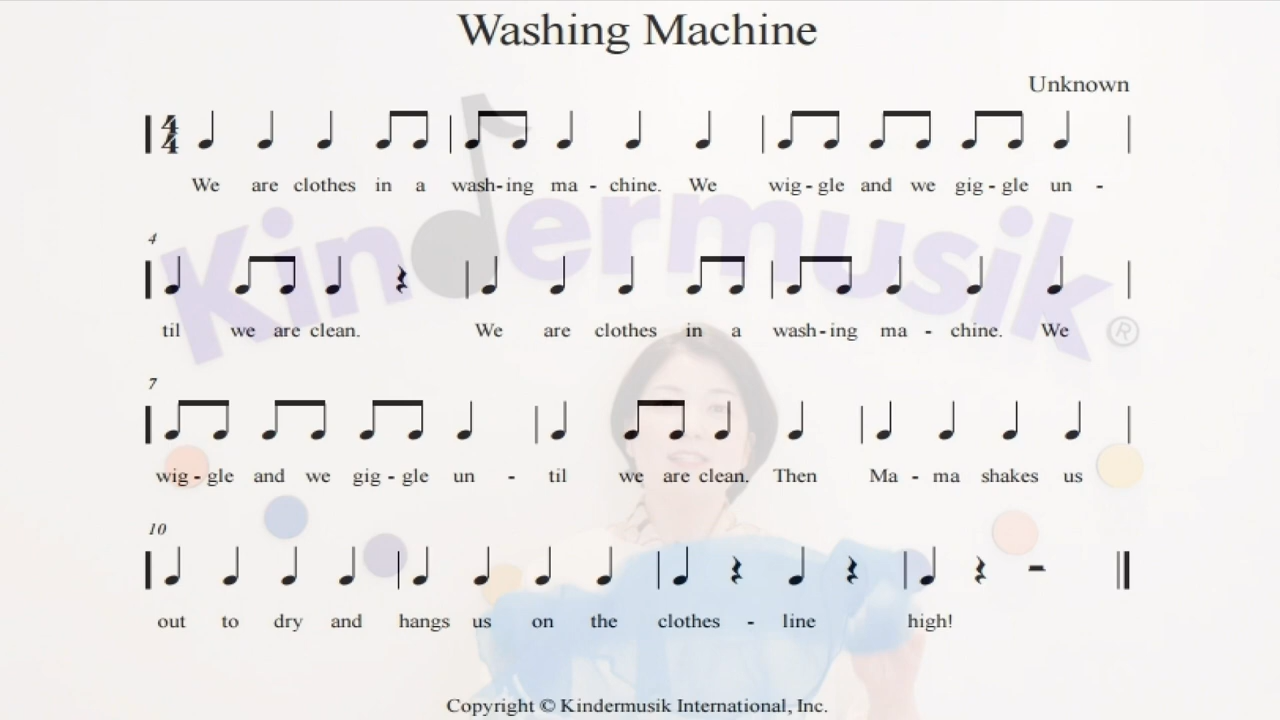 Washing Machine
Unknown
4
4
We are clothes in a wash-ing ma - chine. We wig - gle and we gig - gle un -
4
til we are clean. We are clothes in a wash - ing ma - chine. We
7
wig - gle and we gig - gle un - til we are clean. Then Ma - ma shakes us
10
out to dry and hangs us on the clothes - line high!
Kindermusik®
Copyright © Kindermusik International, Inc.